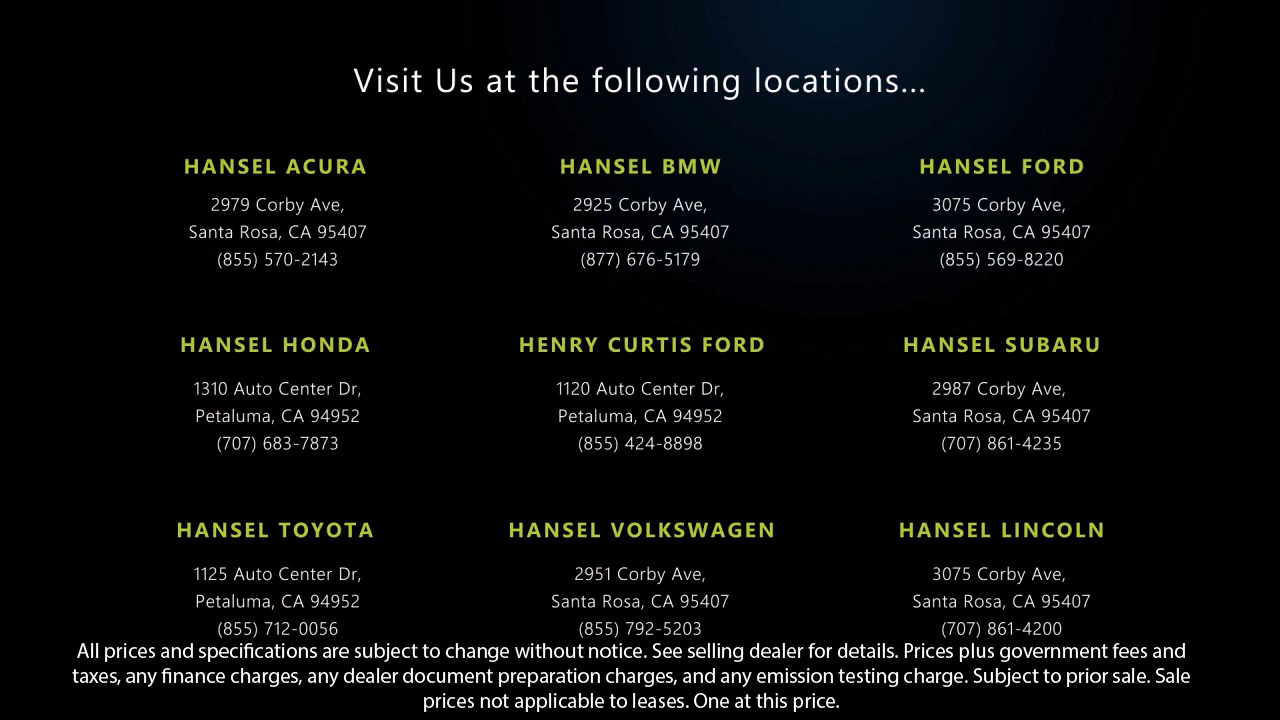 Visit Us at the following locations...
HANSEL ACURA
2979 Corby Ave,
Santa Rosa, CA 95407
(855) 570-2143
HANSEL BMW
2925 Corby Ave,
Santa Rosa, CA 95407
(877) 676-5179
HANSEL FORD
3075 Corby Ave,
Santa Rosa, CA 95407
(855) 569-8220
HANSEL HONDA
1310 Auto Center Dr,
Petaluma, CA 94952
(707) 683-7873
HENRY CURTIS FORD
1120 Auto Center Dr,
Petaluma, CA 94952
(855) 424-8898
HANSEL SUBARU
2987 Corby Ave,
Santa Rosa, CA 95407
(707) 861-4235
HANSEL TOYOTA
1125 Auto Center Dr,
Petaluma, CA 94952
(855) 712-0056
HANSEL VOLKSWAGEN
2951 Corby Ave,
Santa Rosa, CA 95407
(855) 792-5203
HANSEL LINCOLN
3075 Corby Ave,
Santa Rosa, CA 95407
(707) 861-4200
All prices and specifications are subject to change without notice. See selling dealer for details. Prices plus government fees and
taxes, any finance charges, any dealer document preparation charges, and any emission testing charge. Subject to prior sale. Sale
prices not applicable to leases. One at this price.